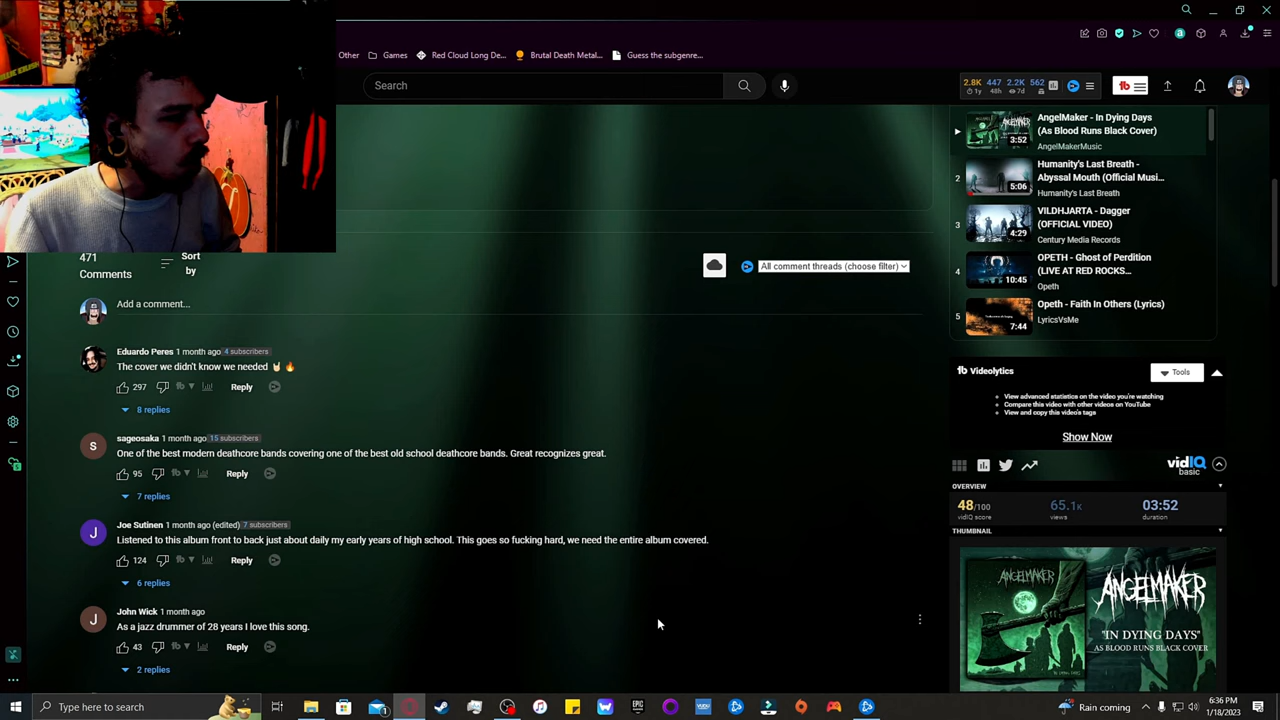 Other
Games
Red Cloud Long De...
Brutal Death Metal...
Guess the subgenre...
Search
2.8K 447 2.2K 562
1y 48h 7d
AngelMaker - In Dying Days
(As Blood Runs Black Cover)
AngelMakerMusic
3:52
2
Humanity's Last Breath -
Abyssal Mouth (Official Musi...
Humanity's Last Breath
5:06
3
VILDHJARTA - Dagger
(OFFICIAL VIDEO)
Century Media Records
4:29
4
OPETH - Ghost of Perdition
(LIVE AT RED ROCKS...
Opeth
10:45
5
Opeth - Faith In Others (Lyrics)
LyricsVsMe
7:44
471
Comments
Sort
by
All comment threads (choose filter)
Add a comment...
Eduardo Peres 1 month ago 4 subscribers
The cover we didn't know we needed 🤘🏻 🔥
297 Reply
8 replies
S
sageosaka 1 month ago 15 subscribers
One of the best modern deathcore bands covering one of the best old school deathcore bands. Great recognizes great.
95 Reply
7 replies
J
Joe Sutinen 1 month ago (edited) 7 subscribers
Listened to this album front to back just about daily my early years of high school. This goes so fucking hard, we need the entire album covered.
124 Reply
6 replies
J
John Wick 1 month ago
As a jazz drummer of 28 years I love this song.
43 Reply
2 replies
Videolytics
Tools
View advanced statistics on the video you're watching
Compare this video with other videos on YouTube
View and copy this video's tags
Show Now
vidIQ
basic
OVERVIEW
48/100 65.1K 03:52
vidIQ score views duration
THUMBNAIL
ANGELMAKER
ANGELMAKER
"IN DYING DAYS"
AS BLOOD RUNS BLACK COVER
Type here to search
Rain coming
6:36 PM
1/18/2023